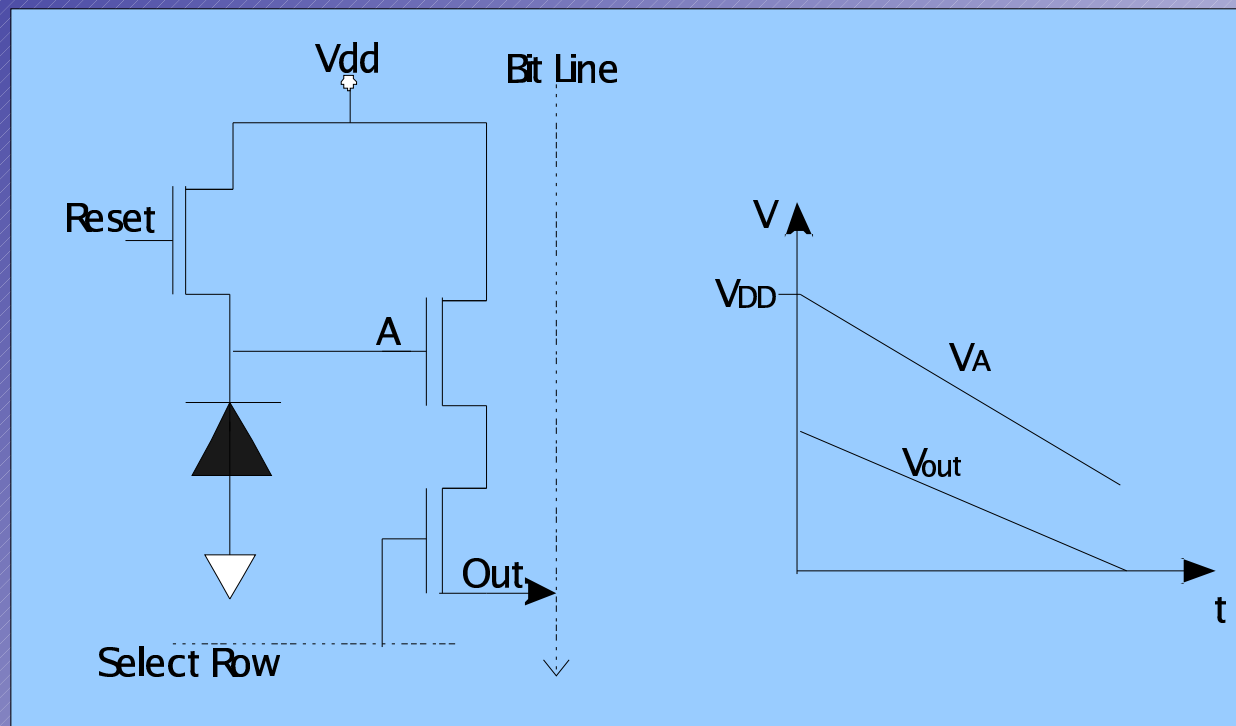 Vdd
Bit Line
Reset
A
Out
Select Row
V
VDD
VA
Vout
t